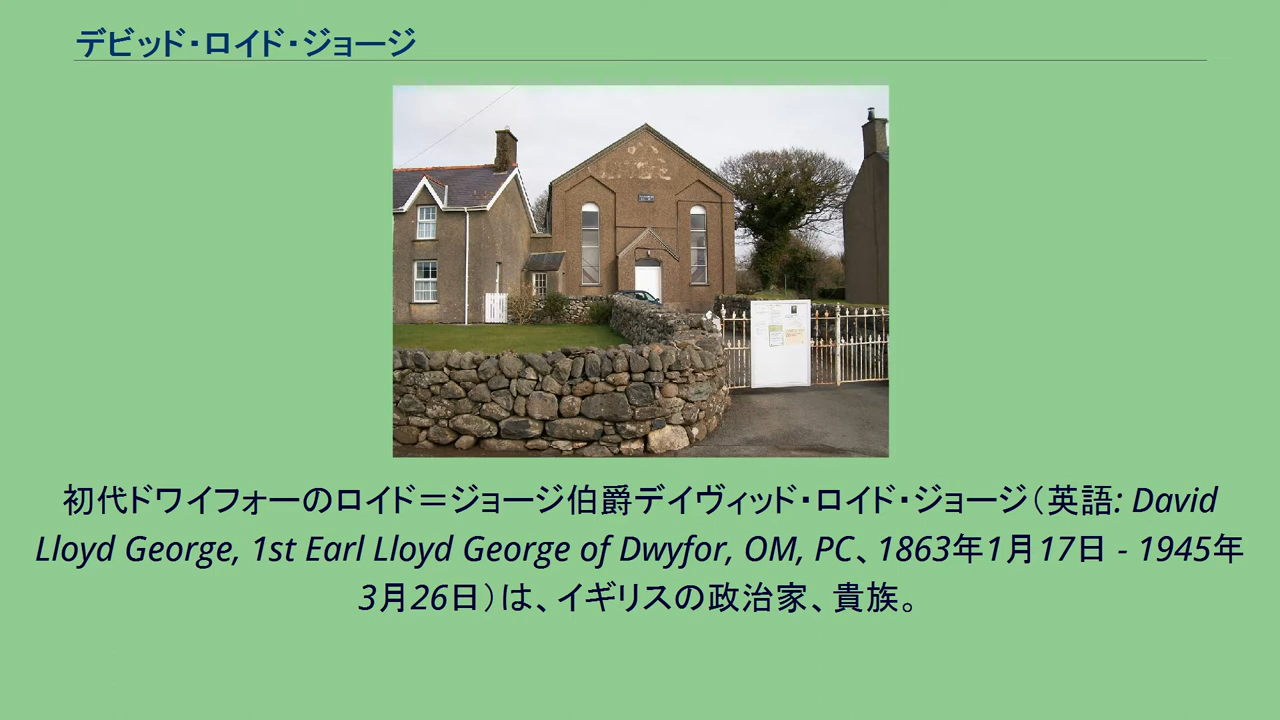 デビッド・ロイド・ジョージ
初代ドワイフォーのロイド＝ジョージ伯爵デイヴィッド・ロイド・ジョージ（英語: David
Lloyd George, 1st Earl Lloyd George of Dwyfor, OM, PC、1863年1月17日 - 1945年
3月26日）は、イギリスの政治家、貴族。